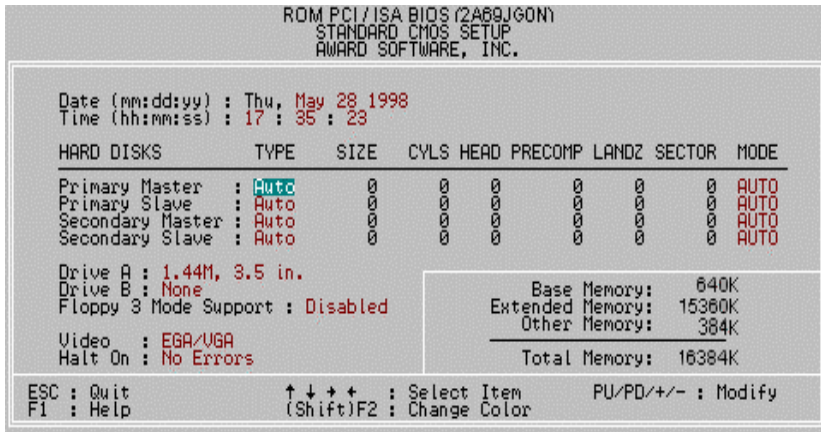 ROM PCI/ISA BIOS (2A69JGON)
STANDARD CMOS SETUP
AWARD SOFTWARE, INC.
Date (mm:dd:yy) : Thu, May 28 1998
Time (hh:mm:ss) : 17 : 35 : 23
HARD DISKS TYPE SIZE CYLS HEAD PRECOMP LANDZ SECTOR MODE
Primary Master : Auto 0 0 0 0 0 0 AUTO
Primary Slave : Auto 0 0 0 0 0 0 AUTO
Secondary Master : Auto 0 0 0 0 0 0 AUTO
Secondary Slave : Auto 0 0 0 0 0 0 AUTO
Drive A : 1.44M, 3.5 in.
Drive B : None
Floppy 3 Mode Support : Disabled
Video : EGA/VGA
Halt On : No Errors
Base Memory: 640K
Extended Memory: 15360K
Other Memory: 384K
Total Memory: 16384K
ESC : Quit ↑ ↓ → ← : Select Item PU/PD/+/- : Modify
F1 : Help (Shift)F2 : Change Color